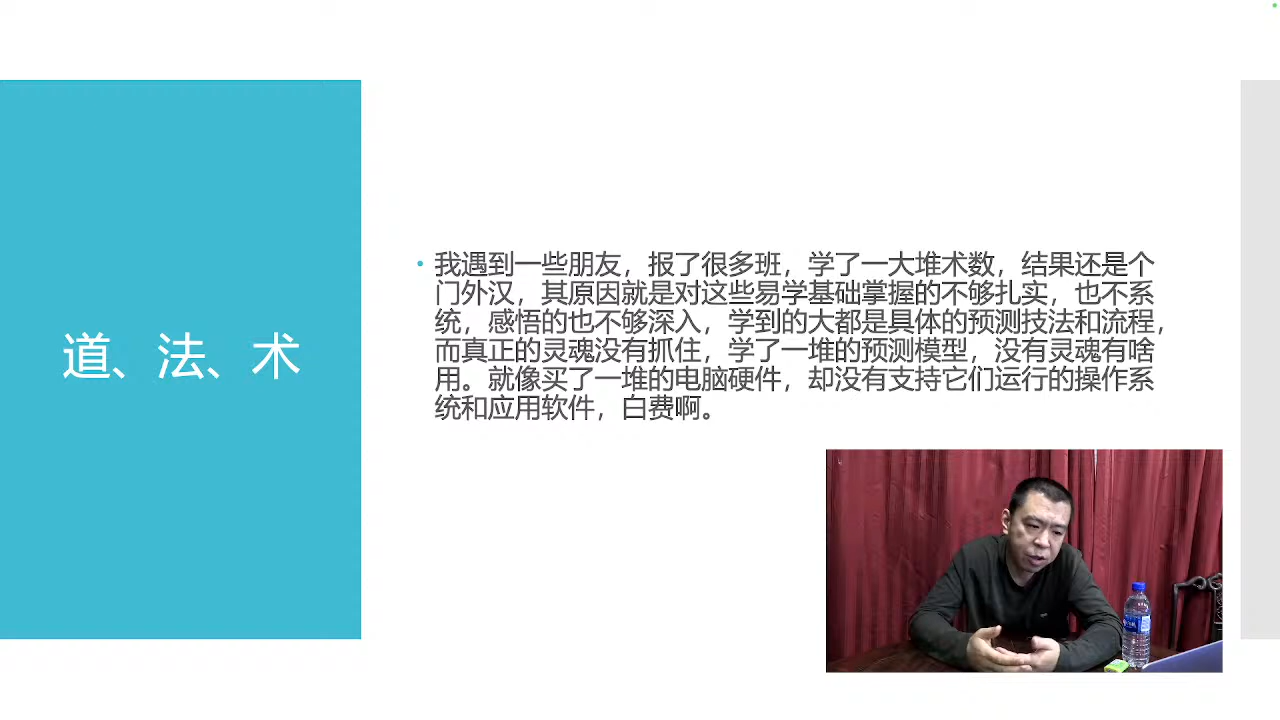 道、法、术
我遇到一些朋友，报了很多班，学了一大堆术数，结果还是个
门外汉，其原因就是对这些易学基础掌握的不够扎实，也不系
统，感悟的也不够深入，学到的大都是具体的预测技法和流程，
而真正的灵魂没有抓住，学了一堆的预测模型，没有灵魂有啥
用。就像买了一堆的电脑硬件，却没有支持它们运行的操作系
统和应用软件，白费啊。